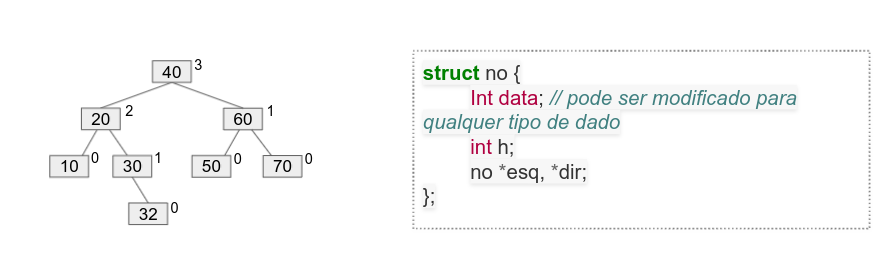 40 3
20 2 60 1
10 0 30 1 50 0 70 0
32 0
struct no {
Int data; // pode ser modificado para
qualquer tipo de dado
int h;
no *esq, *dir;
};